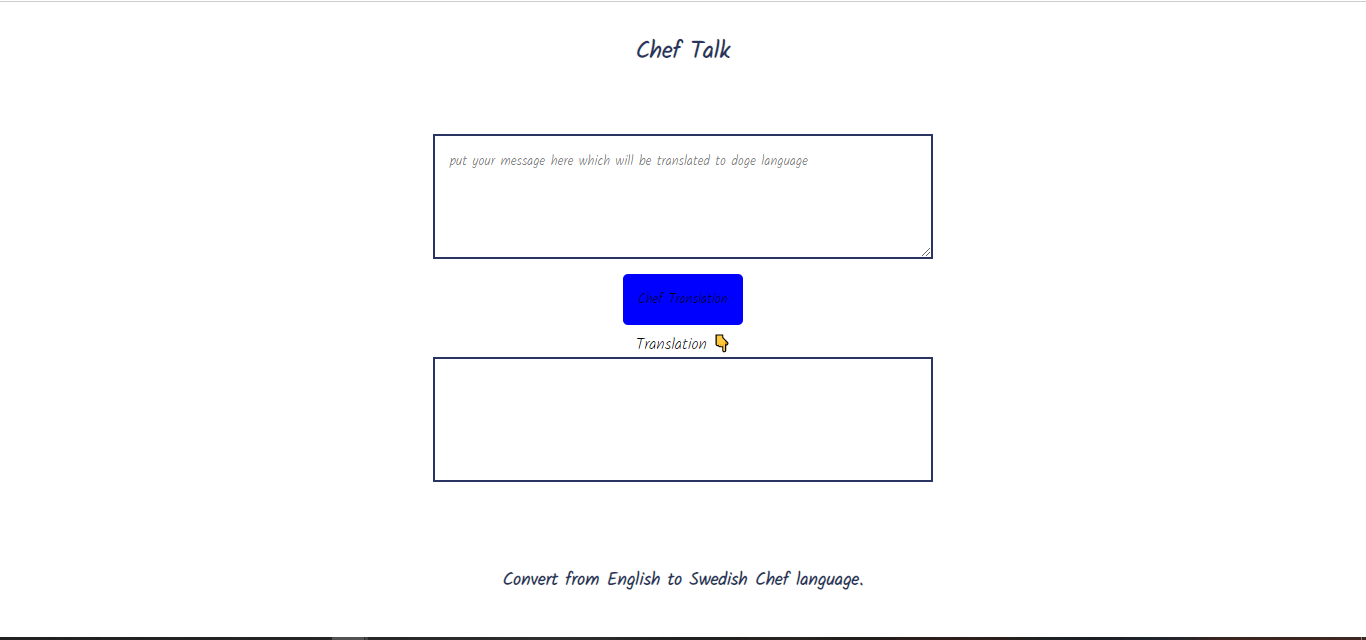 Chef Talk
put your message here which will be translated to doge language
Chef Translation
Translation 👇
Convert from English to Swedish Chef language.